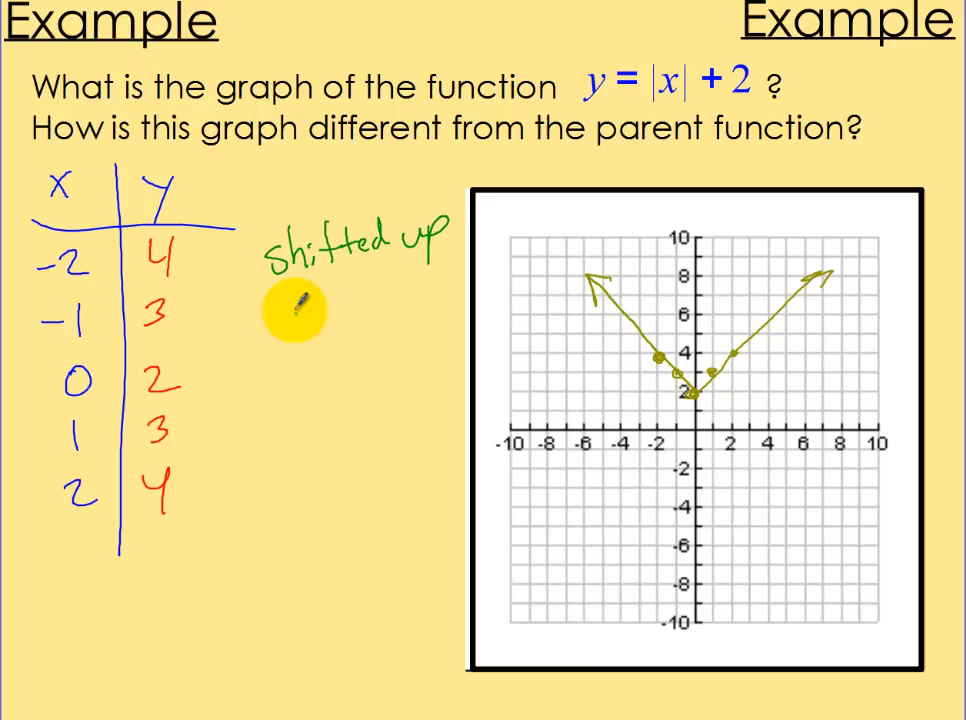 Example Example
What is the graph of the function y = |x| + 2 ?
How is this graph different from the parent function?
x y
-2 4
-1 3
0 2
1 3
2 4
shifted up
10
8
6
4
2
-10 -8 -6 -4 -2 2 4 6 8 10
-2
-4
-6
-8
-10